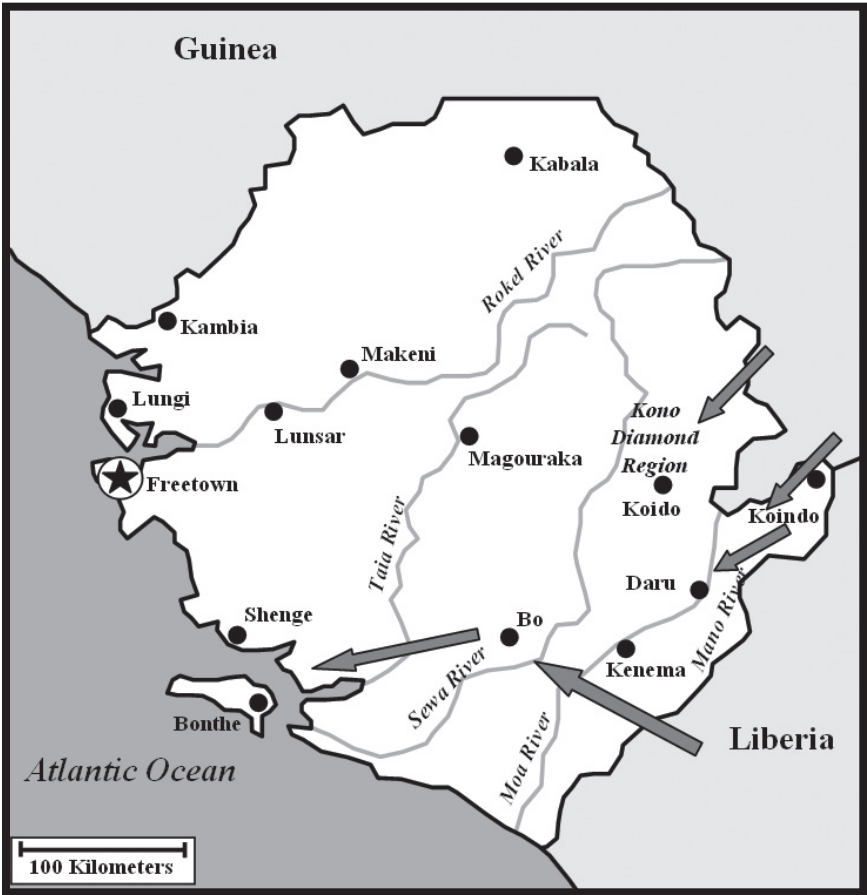 Guinea
Kabala
Rokel River
Kambia
Makeni
Lungi
Lunsar
Kono
Diamond
Region
Magouraka
Freetown
Koido
Koindo
Taia River
Daru
Mano River
Shenge
Bo
Kenema
Sewa River
Bonthe
Moa River
Liberia
Atlantic Ocean
100 Kilometers